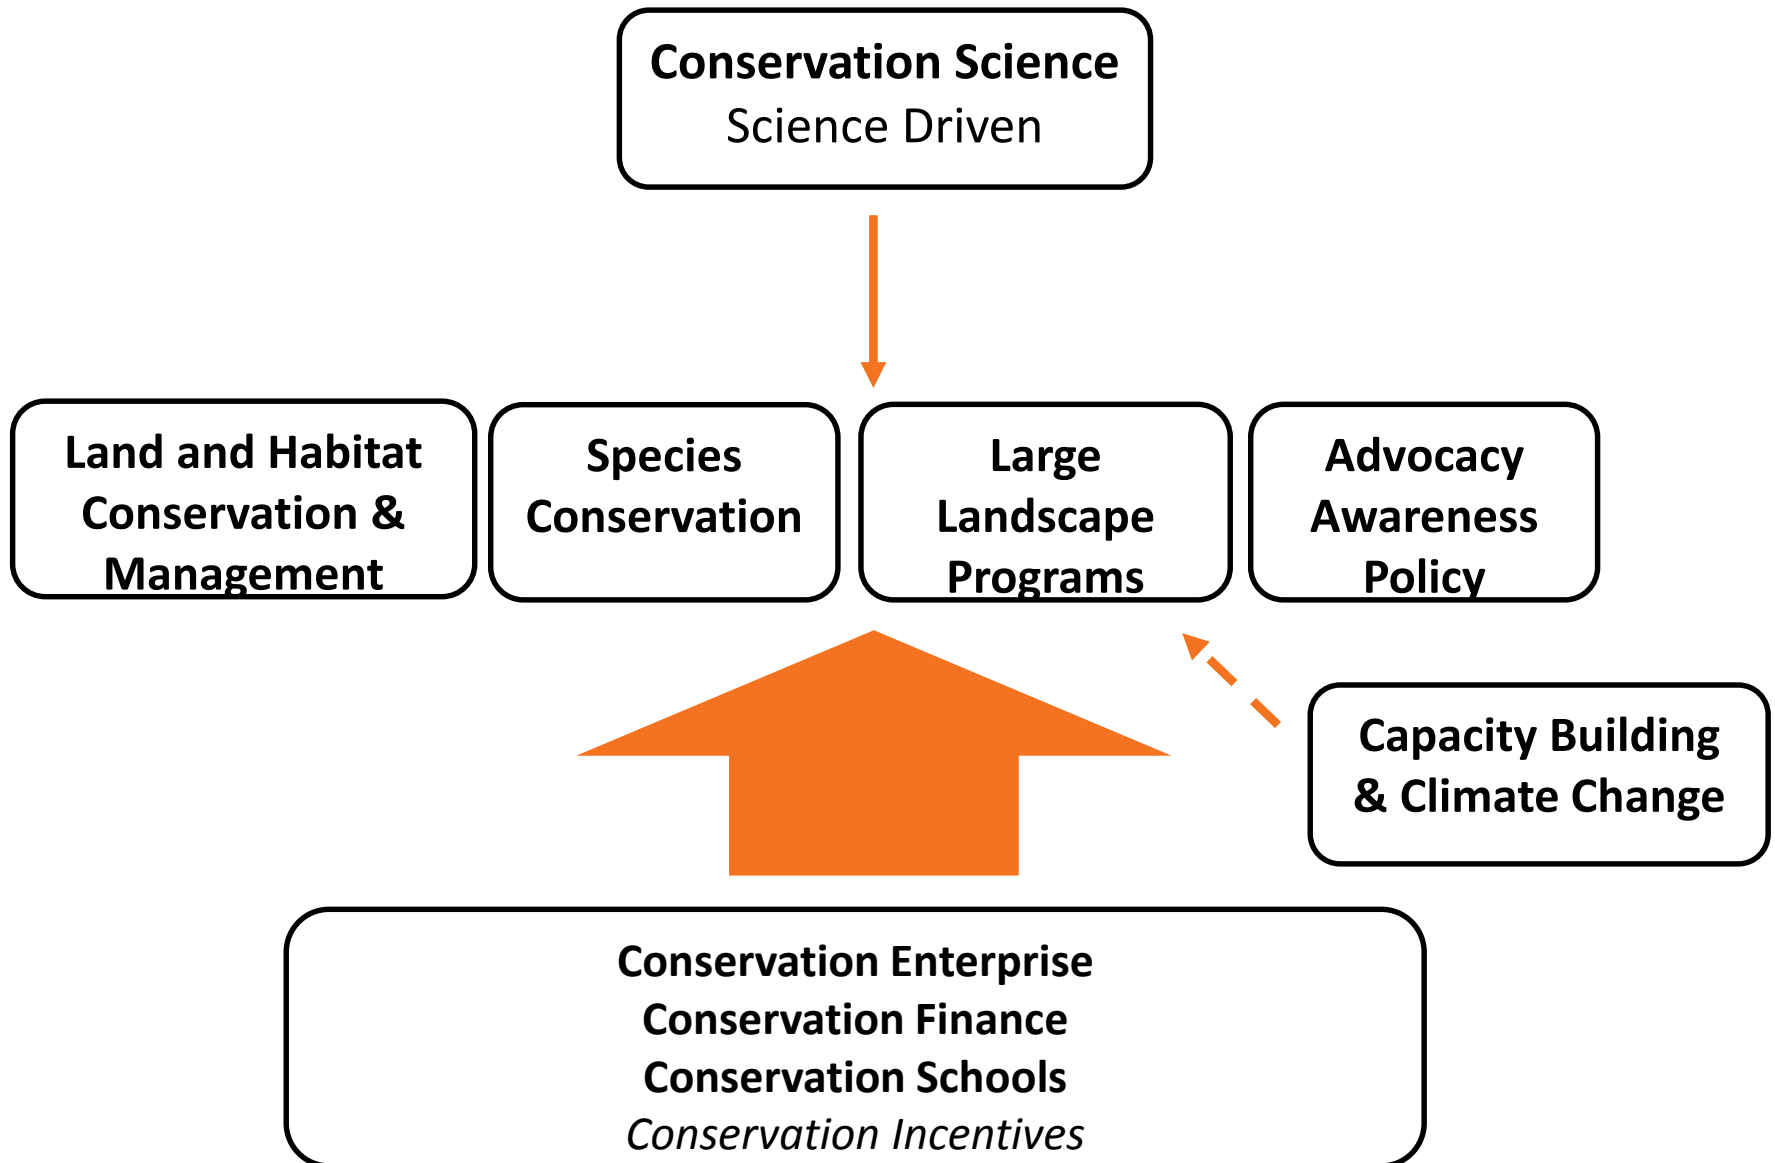 Conservation Science
Science Driven
Land and Habitat
Conservation &
Management
Species
Conservation
Large
Landscape
Programs
Advocacy
Awareness
Policy
Capacity Building
& Climate Change
Conservation Enterprise
Conservation Finance
Conservation Schools
Conservation Incentives